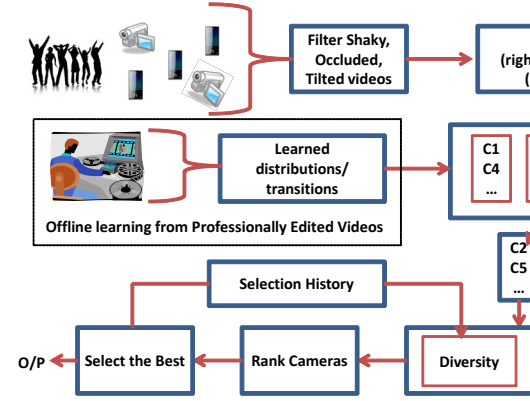 Filter Shaky,
Occluded,
Tilted videos
(righ
(
Learned
distributions/
transitions
Offline learning from Professionally Edited Videos
C1
C4
...
C2
C5
...
Selection History
O/P
Select the Best
Rank Cameras
Diversity